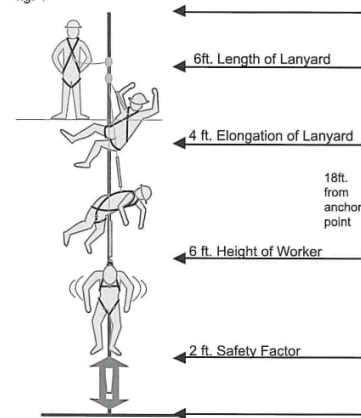 6ft. Length of Lanyard
4 ft. Elongation of Lanyard
18ft.
from
anchor
point
6 ft. Height of Worker
2 ft. Safety Factor